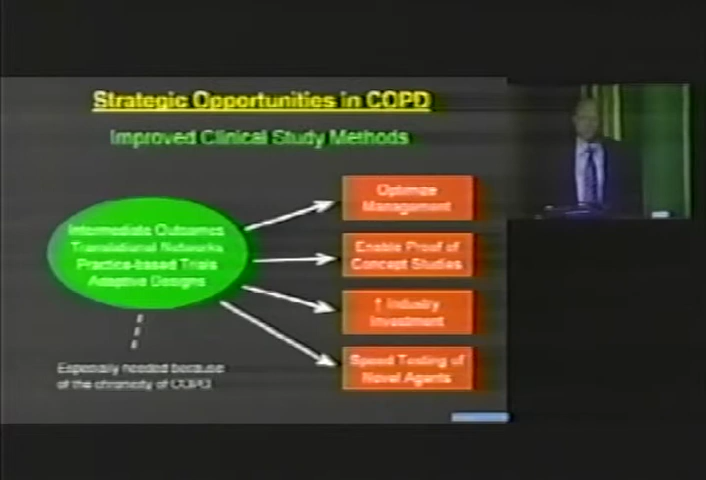 Strategic Opportunities in COPD
Improved Clinical Study Methods
Intermediate Outcomes
Translational Networks
Practice-based Trials
Adaptive Designs
Optimize
Management
Enable Proof of
Concept Studies
↑ Industry
Investment
Speed Testing of
Novel Agents
Especially needed because
of the chronicity of COPD